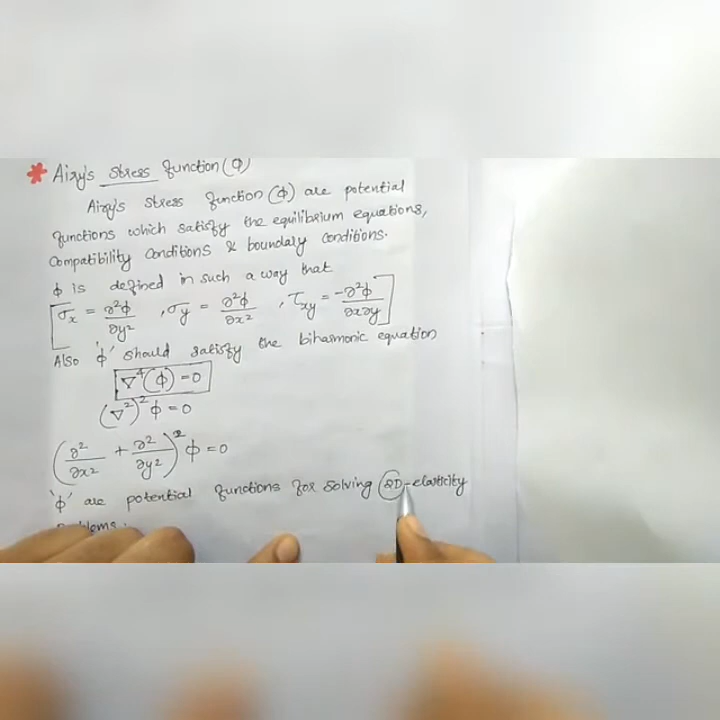 * Airy's stress function (Φ)
Airy's stress function (ϕ) are potential
functions which satisfy the equilibrium equations,
compatibility conditions & boundary conditions.
ϕ is defined in such a way that
[σx = ∂²ϕ/∂y² , σy = ∂²ϕ/∂x² , τxy = -∂²ϕ/∂x∂y]
Also 'ϕ' should satisfy the biharmonic equation
∇⁴(ϕ) = 0
(∇²)² ϕ = 0
(∂²/∂x² + ∂²/∂y²)² ϕ = 0
'ϕ' are potential functions for solving 2D-elasticity